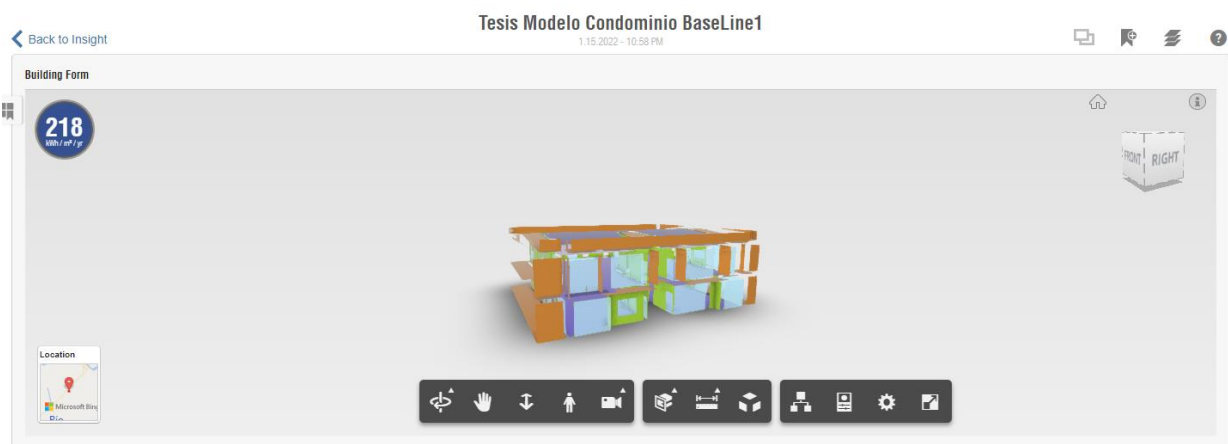 Tesis Modelo Condominio BaseLine1
Back to Insight
1.15.2022 - 10:58 PM
Building Form
218
kWh / m² / yr
FRONT
RIGHT
Location
Microsoft Bing